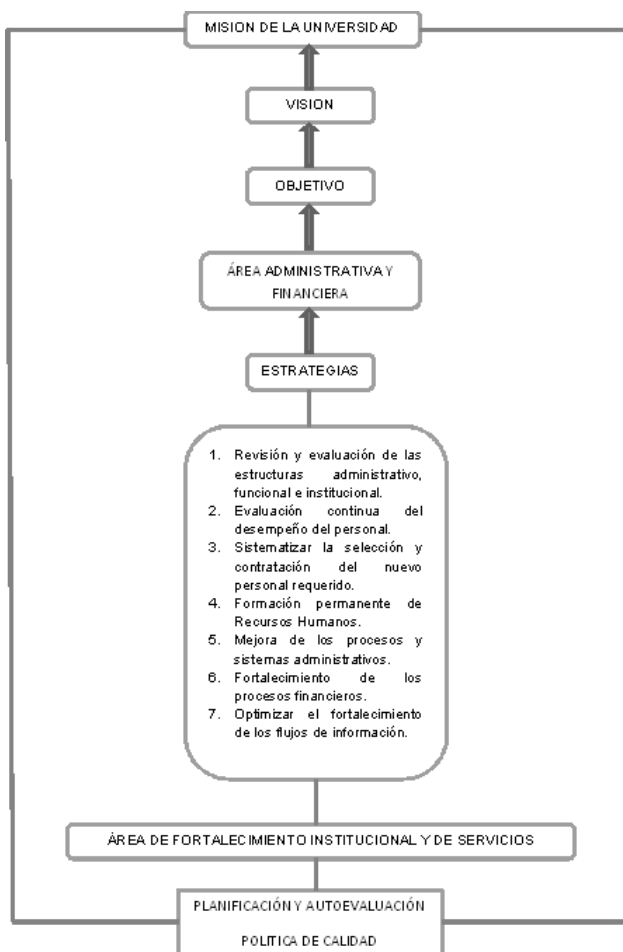 MISION DE LA UNIVERSIDAD
VISION
OBJETIVO
ÁREA ADMINISTRATIVA Y
FINANCIERA
ESTRATEGIAS
1. Revisión y evaluación de las
estructuras administrativo,
funcional e institucional.
2. Evaluación continua del
desempeño del personal.
3. Sistematizar la selección y
contratación del nuevo
personal requerido.
4. Formación permanente de
Recursos Humanos.
5. Mejora de los procesos y
sistemas administrativos.
6. Fortalecimiento de los
procesos financieros.
7. Optimizar el fortalecimiento
de los flujos de información.
ÁREA DE FORTALECIMIENTO INSTITUCIONAL Y DE SERVICIOS
PLANIFICACIÓN Y AUTOEVALUACIÓN
POLITICA DE CALIDAD